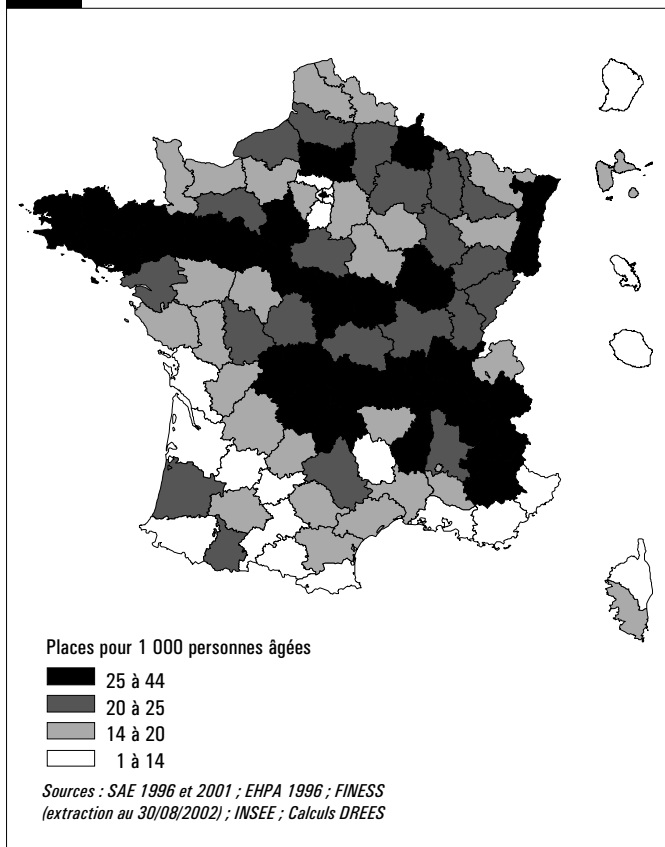 Places pour 1 000 personnes âgées
25 à 44
20 à 25
14 à 20
1 à 14
Sources : SAE 1996 et 2001 ; EHPA 1996 ; FINESS
(extraction au 30/08/2002) ; INSEE ; Calculs DREES